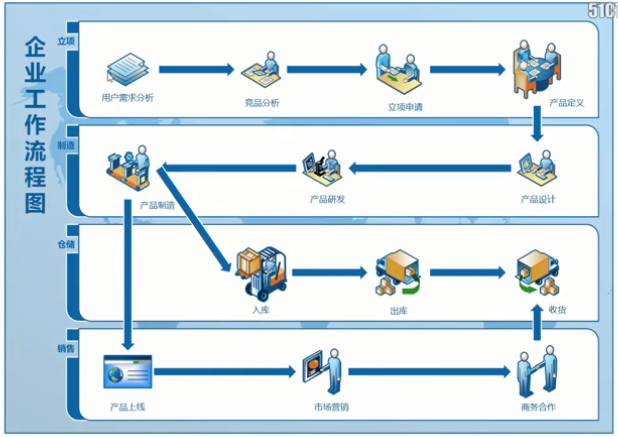 51CT
企业工作流程图
立项
用户需求分析
竞品分析
立项申请
产品定义
制造
产品制造
产品研发
产品设计
仓储
入库
出库
收货
销售
产品上线
市场营销
商务合作